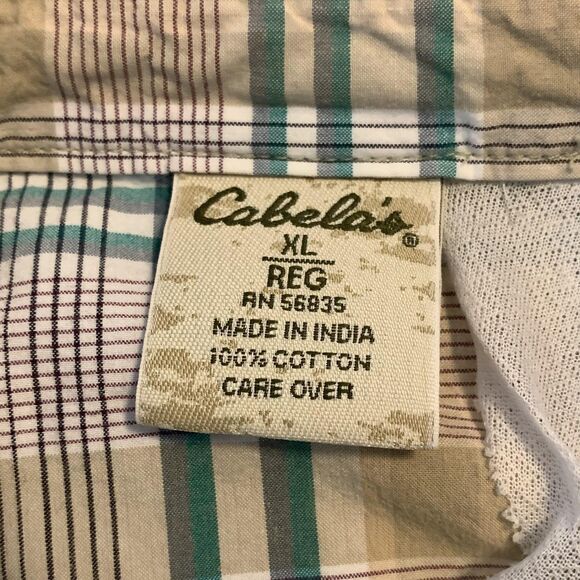 Cabela's®
XL
REG
RN 56835
MADE IN INDIA
100% COTTON
CARE OVER